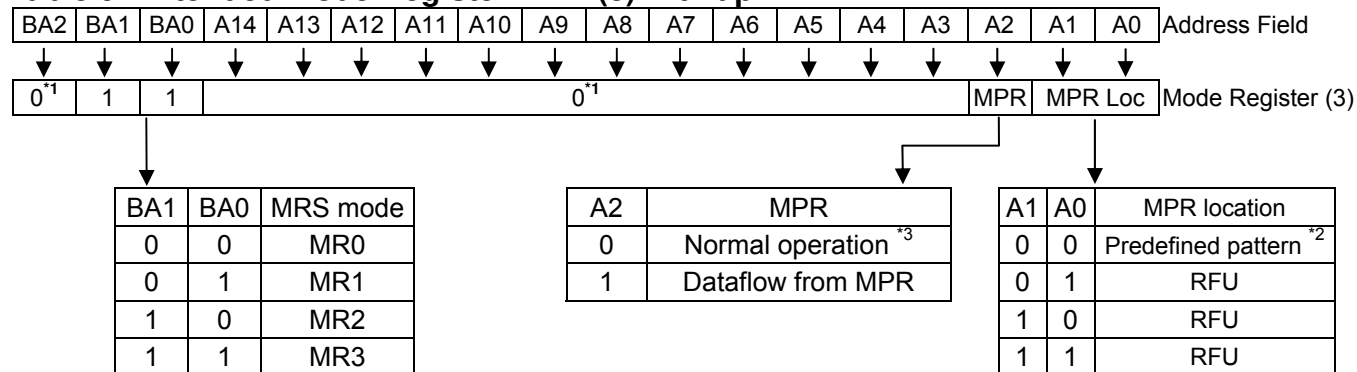 BA2 BA1 BA0 A14 A13 A12 A11 A10 A9 A8 A7 A6 A5 A4 A3 A2 A1 A0 Address Field
0*1 1 1 0*1 MPR MPR Loc Mode Register (3)
BA1 BA0 MRS mode
0 0 MR0
0 1 MR1
1 0 MR2
1 1 MR3
A2 MPR
0 Normal operation *3
1 Dataflow from MPR
A1 A0 MPR location
0 0 Predefined pattern *2
0 1 RFU
1 0 RFU
1 1 RFU